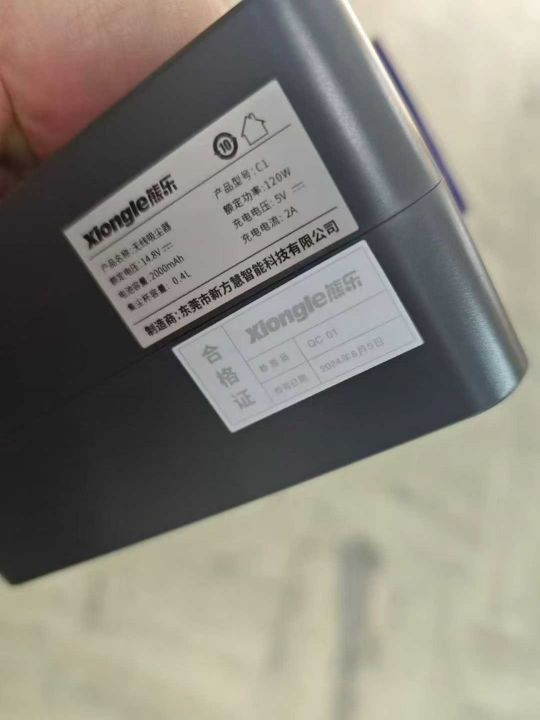 10
Xiongle熊乐
产品名称:无线吸尘器 产品型号:C1
额定电压:14.8V⎓ 额定功率:120W
电池容量:2000mAh 充电电压:5V⎓
集尘杯容量:0.4L 充电电流:2A
制造商:东莞市新方慧智能科技有限公司
Xiongle熊乐
合格证
检验员 QC 01
检验日期 2024年8月5日